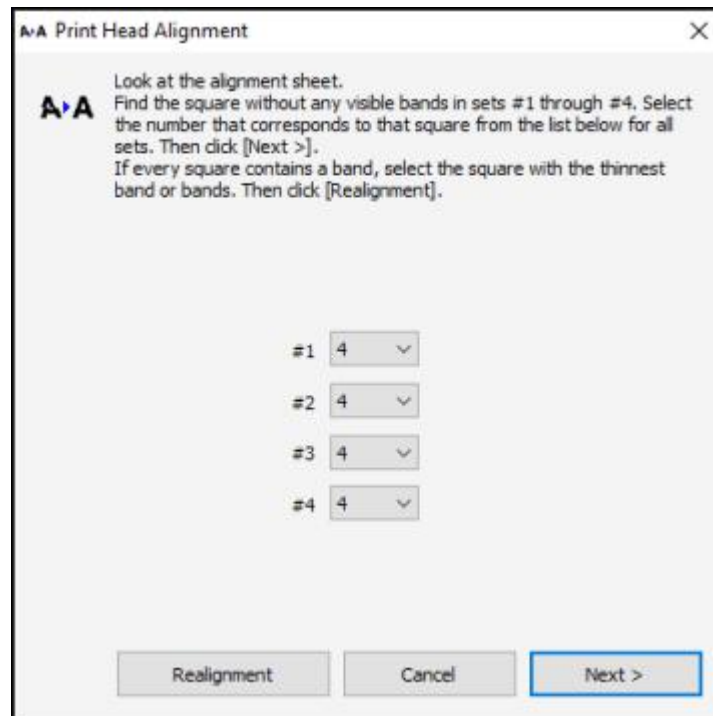 A▸A Print Head Alignment
A▸A
Look at the alignment sheet.
Find the square without any visible bands in sets #1 through #4. Select
the number that corresponds to that square from the list below for all
sets. Then click [Next >].
If every square contains a band, select the square with the thinnest
band or bands. Then click [Realignment].
#1 4
#2 4
#3 4
#4 4
Realignment Cancel Next >